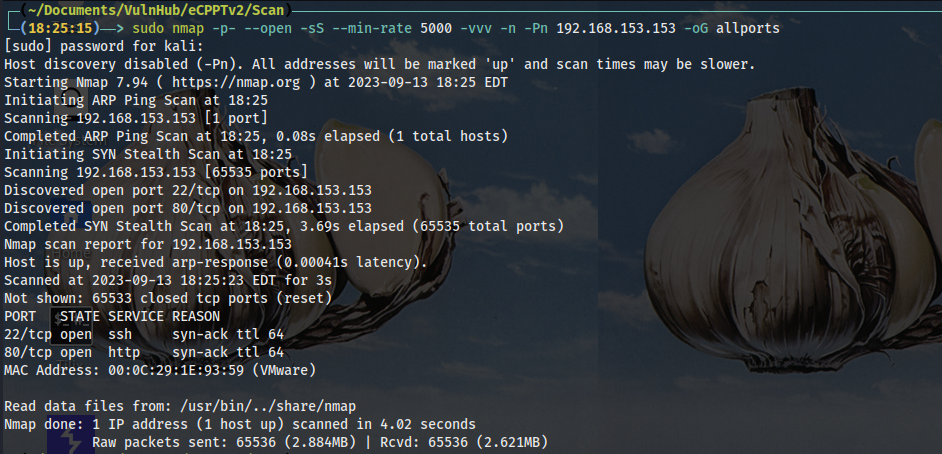 (~/Documents/VulnHub/eCPPTv2/Scan)
(18:25:15)——> sudo nmap -p- --open -sS --min-rate 5000 -vvv -n -Pn 192.168.153.153 -oG allports
[sudo] password for kali:
Host discovery disabled (-Pn). All addresses will be marked 'up' and scan times may be slower.
Starting Nmap 7.94 ( https://nmap.org ) at 2023-09-13 18:25 EDT
Initiating ARP Ping Scan at 18:25
Scanning 192.168.153.153 [1 port]
Completed ARP Ping Scan at 18:25, 0.08s elapsed (1 total hosts)
Initiating SYN Stealth Scan at 18:25
Scanning 192.168.153.153 [65535 ports]
Discovered open port 22/tcp on 192.168.153.153
Discovered open port 80/tcp on 192.168.153.153
Completed SYN Stealth Scan at 18:25, 3.69s elapsed (65535 total ports)
Nmap scan report for 192.168.153.153
Host is up, received arp-response (0.00041s latency).
Scanned at 2023-09-13 18:25:23 EDT for 3s
Not shown: 65533 closed tcp ports (reset)
PORT   STATE SERVICE REASON
22/tcp open  ssh     syn-ack ttl 64
80/tcp open  http    syn-ack ttl 64
MAC Address: 00:0C:29:1E:93:59 (VMware)
Read data files from: /usr/bin/../share/nmap
Nmap done: 1 IP address (1 host up) scanned in 4.02 seconds
Raw packets sent: 65536 (2.884MB) | Rcvd: 65536 (2.621MB)